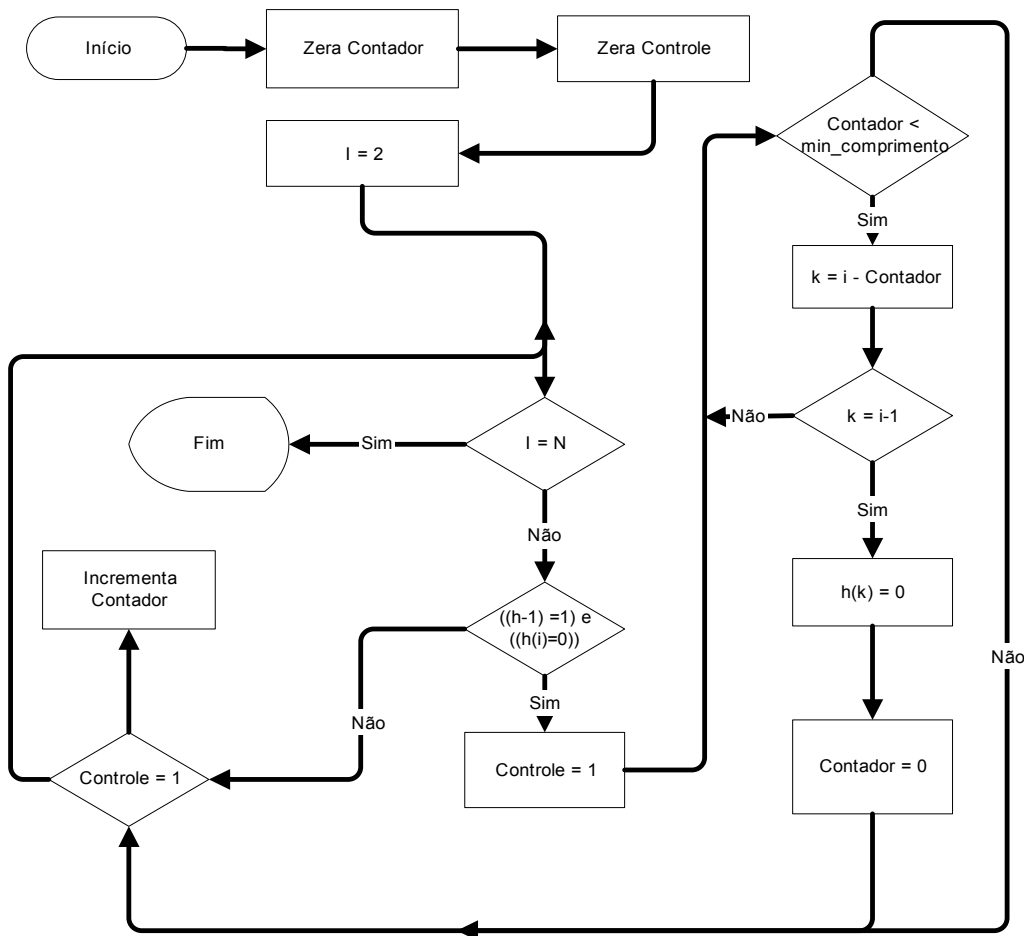 Início
Zera Contador
Zera Controle
I = 2
Contador <
min_comprimento
Sim
k = i - Contador
k = i-1
Não
Sim
h(k) = 0
Contador = 0
Não
I = N
Sim
Fim
Não
((h-1) =1) e
((h(i)=0))
Sim
Não
Controle = 1
Controle = 1
Incrementa
Contador